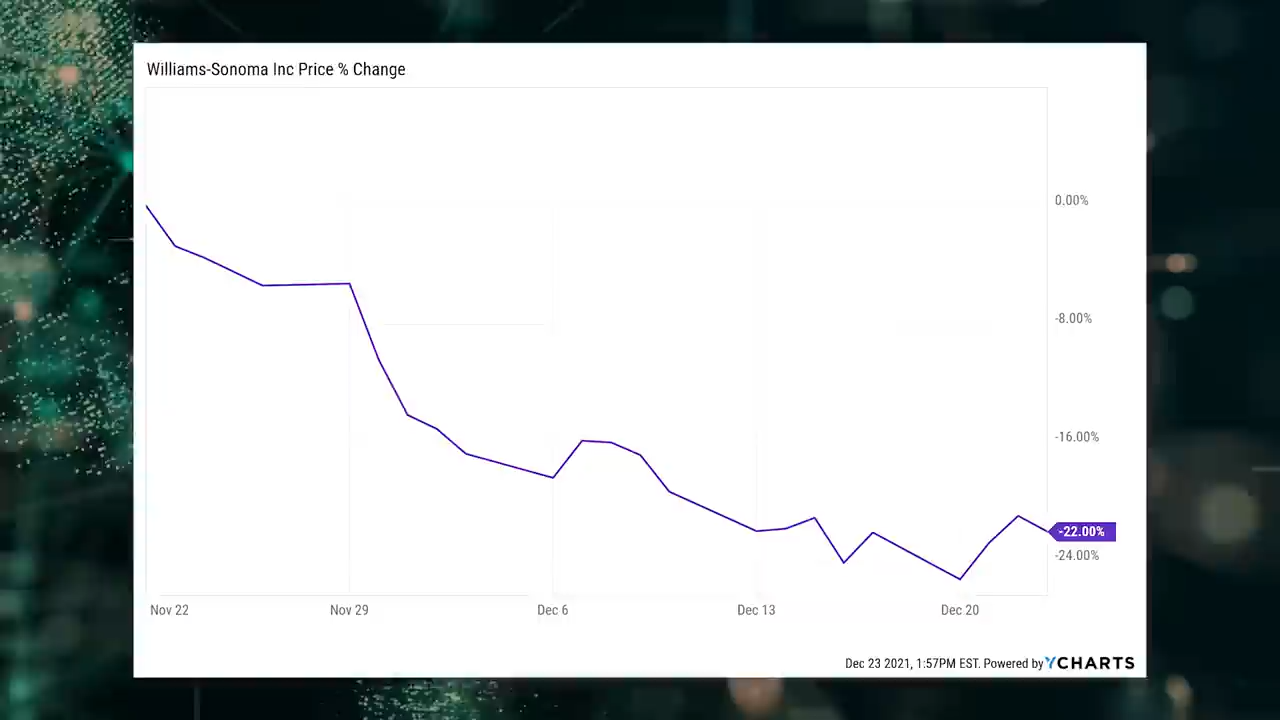 Williams-Sonoma Inc Price % Change
0.00%
-8.00%
-16.00%
-22.00%
-24.00%
Nov 22 Nov 29 Dec 6 Dec 13 Dec 20
Dec 23 2021, 1:57PM EST. Powered by YCHARTS